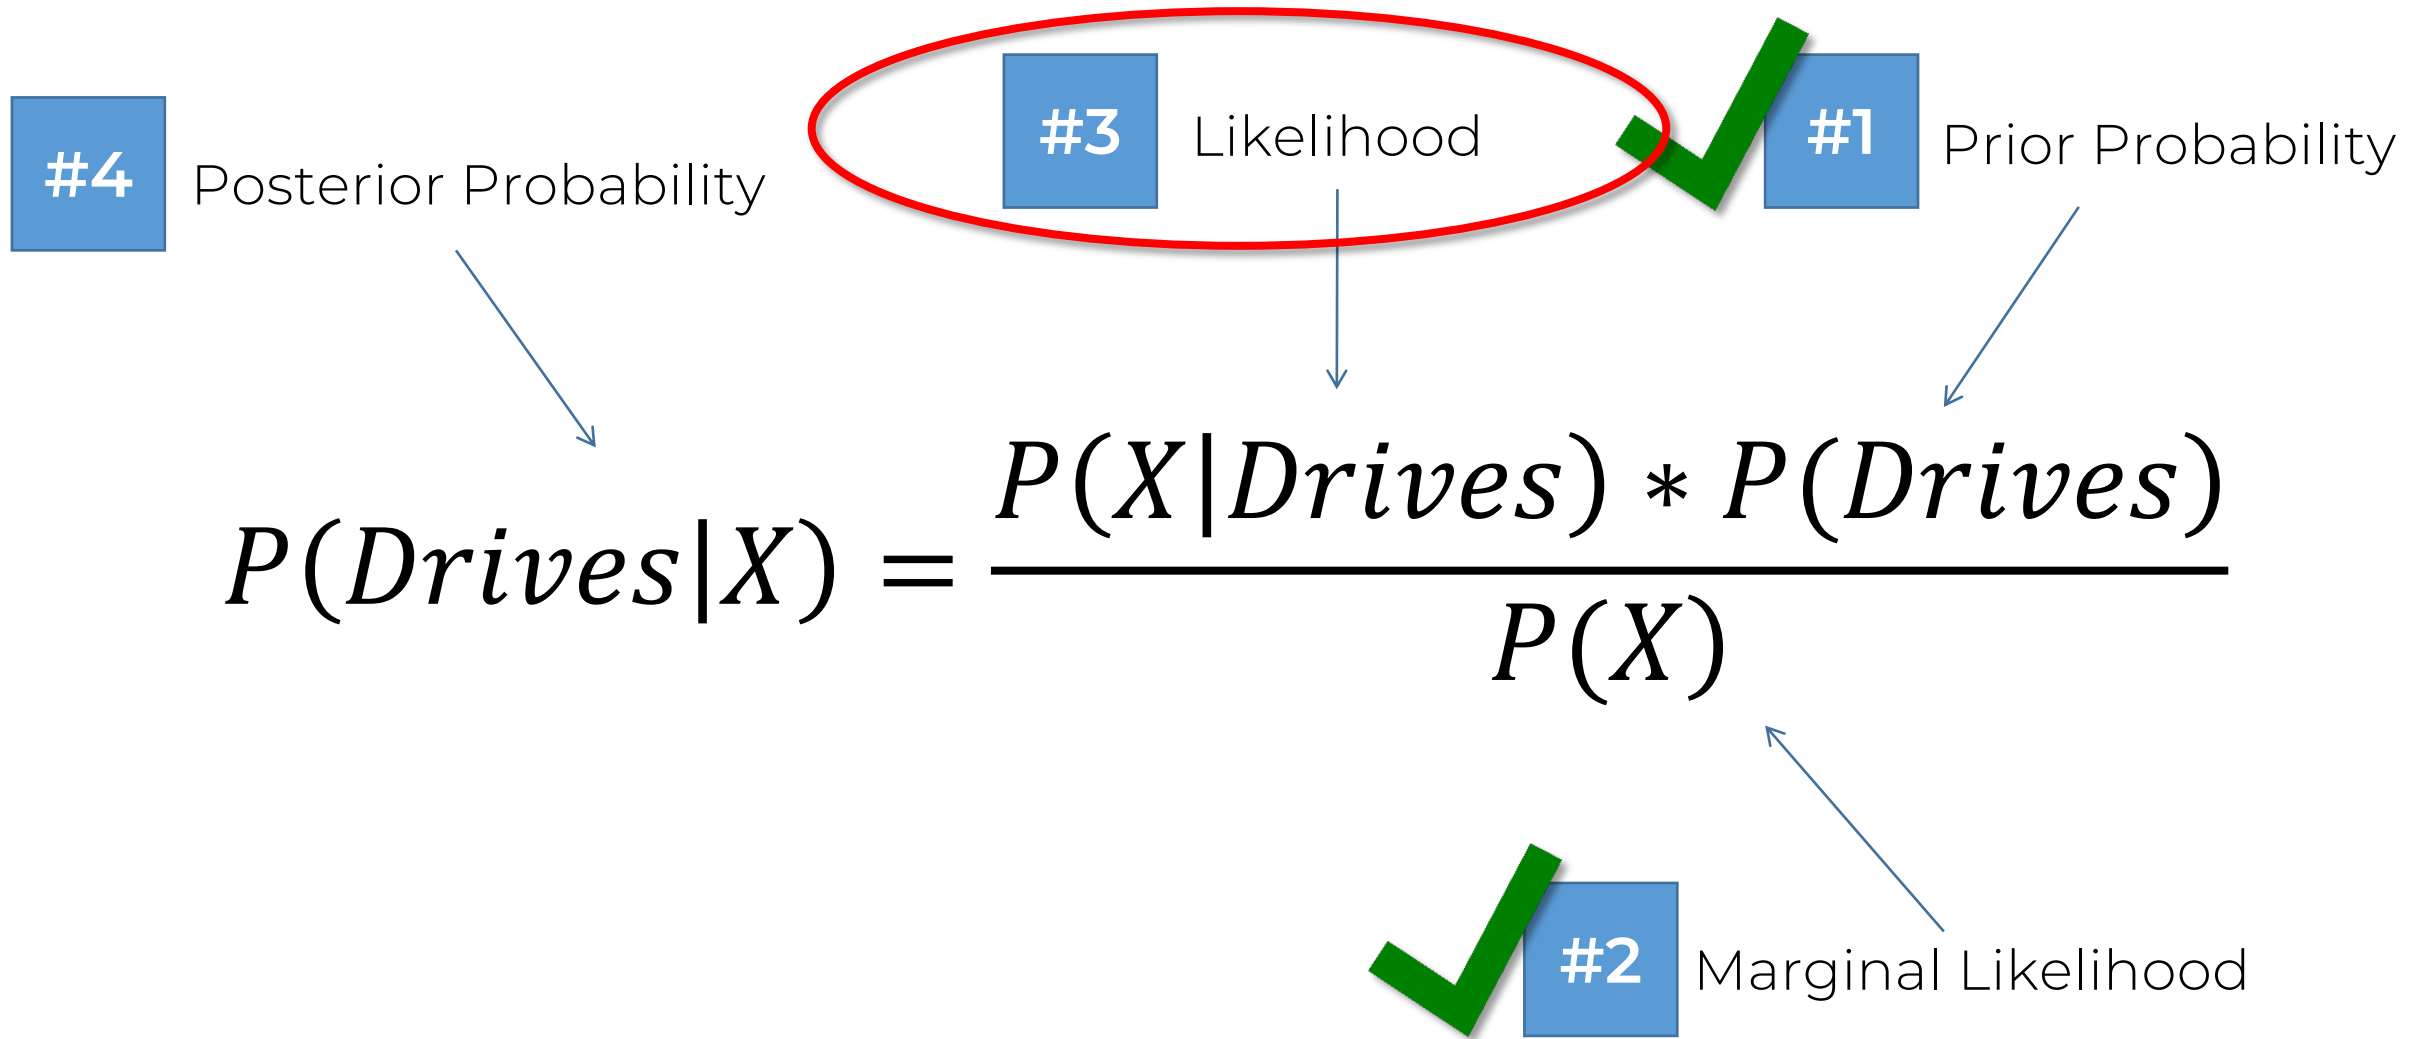 #3 Likelihood
#1 Prior Probability
#4 Posterior Probability
P(Drives|X) = P(X|Drives) * P(Drives)
P(X)
#2 Marginal Likelihood